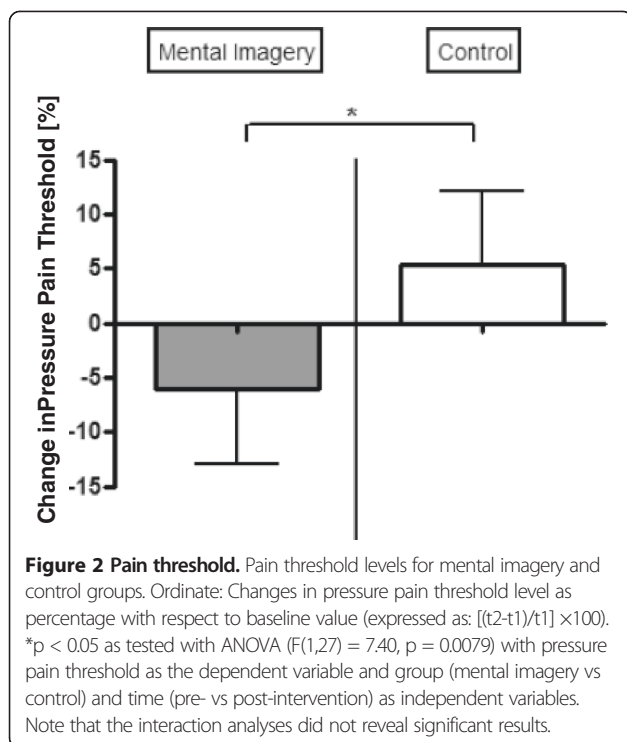 Mental Imagery Control
*
Change inPressure Pain Threshold [%]
15
10
5
0
-5
-10
-15
Figure 2 Pain threshold. Pain threshold levels for mental imagery and
control groups. Ordinate: Changes in pressure pain threshold level as
percentage with respect to baseline value (expressed as: [(t2-t1)/t1] ×100).
*p < 0.05 as tested with ANOVA (F(1,27) = 7.40, p = 0.0079) with pressure
pain threshold as the dependent variable and group (mental imagery vs
control) and time (pre- vs post-intervention) as independent variables.
Note that the interaction analyses did not reveal significant results.